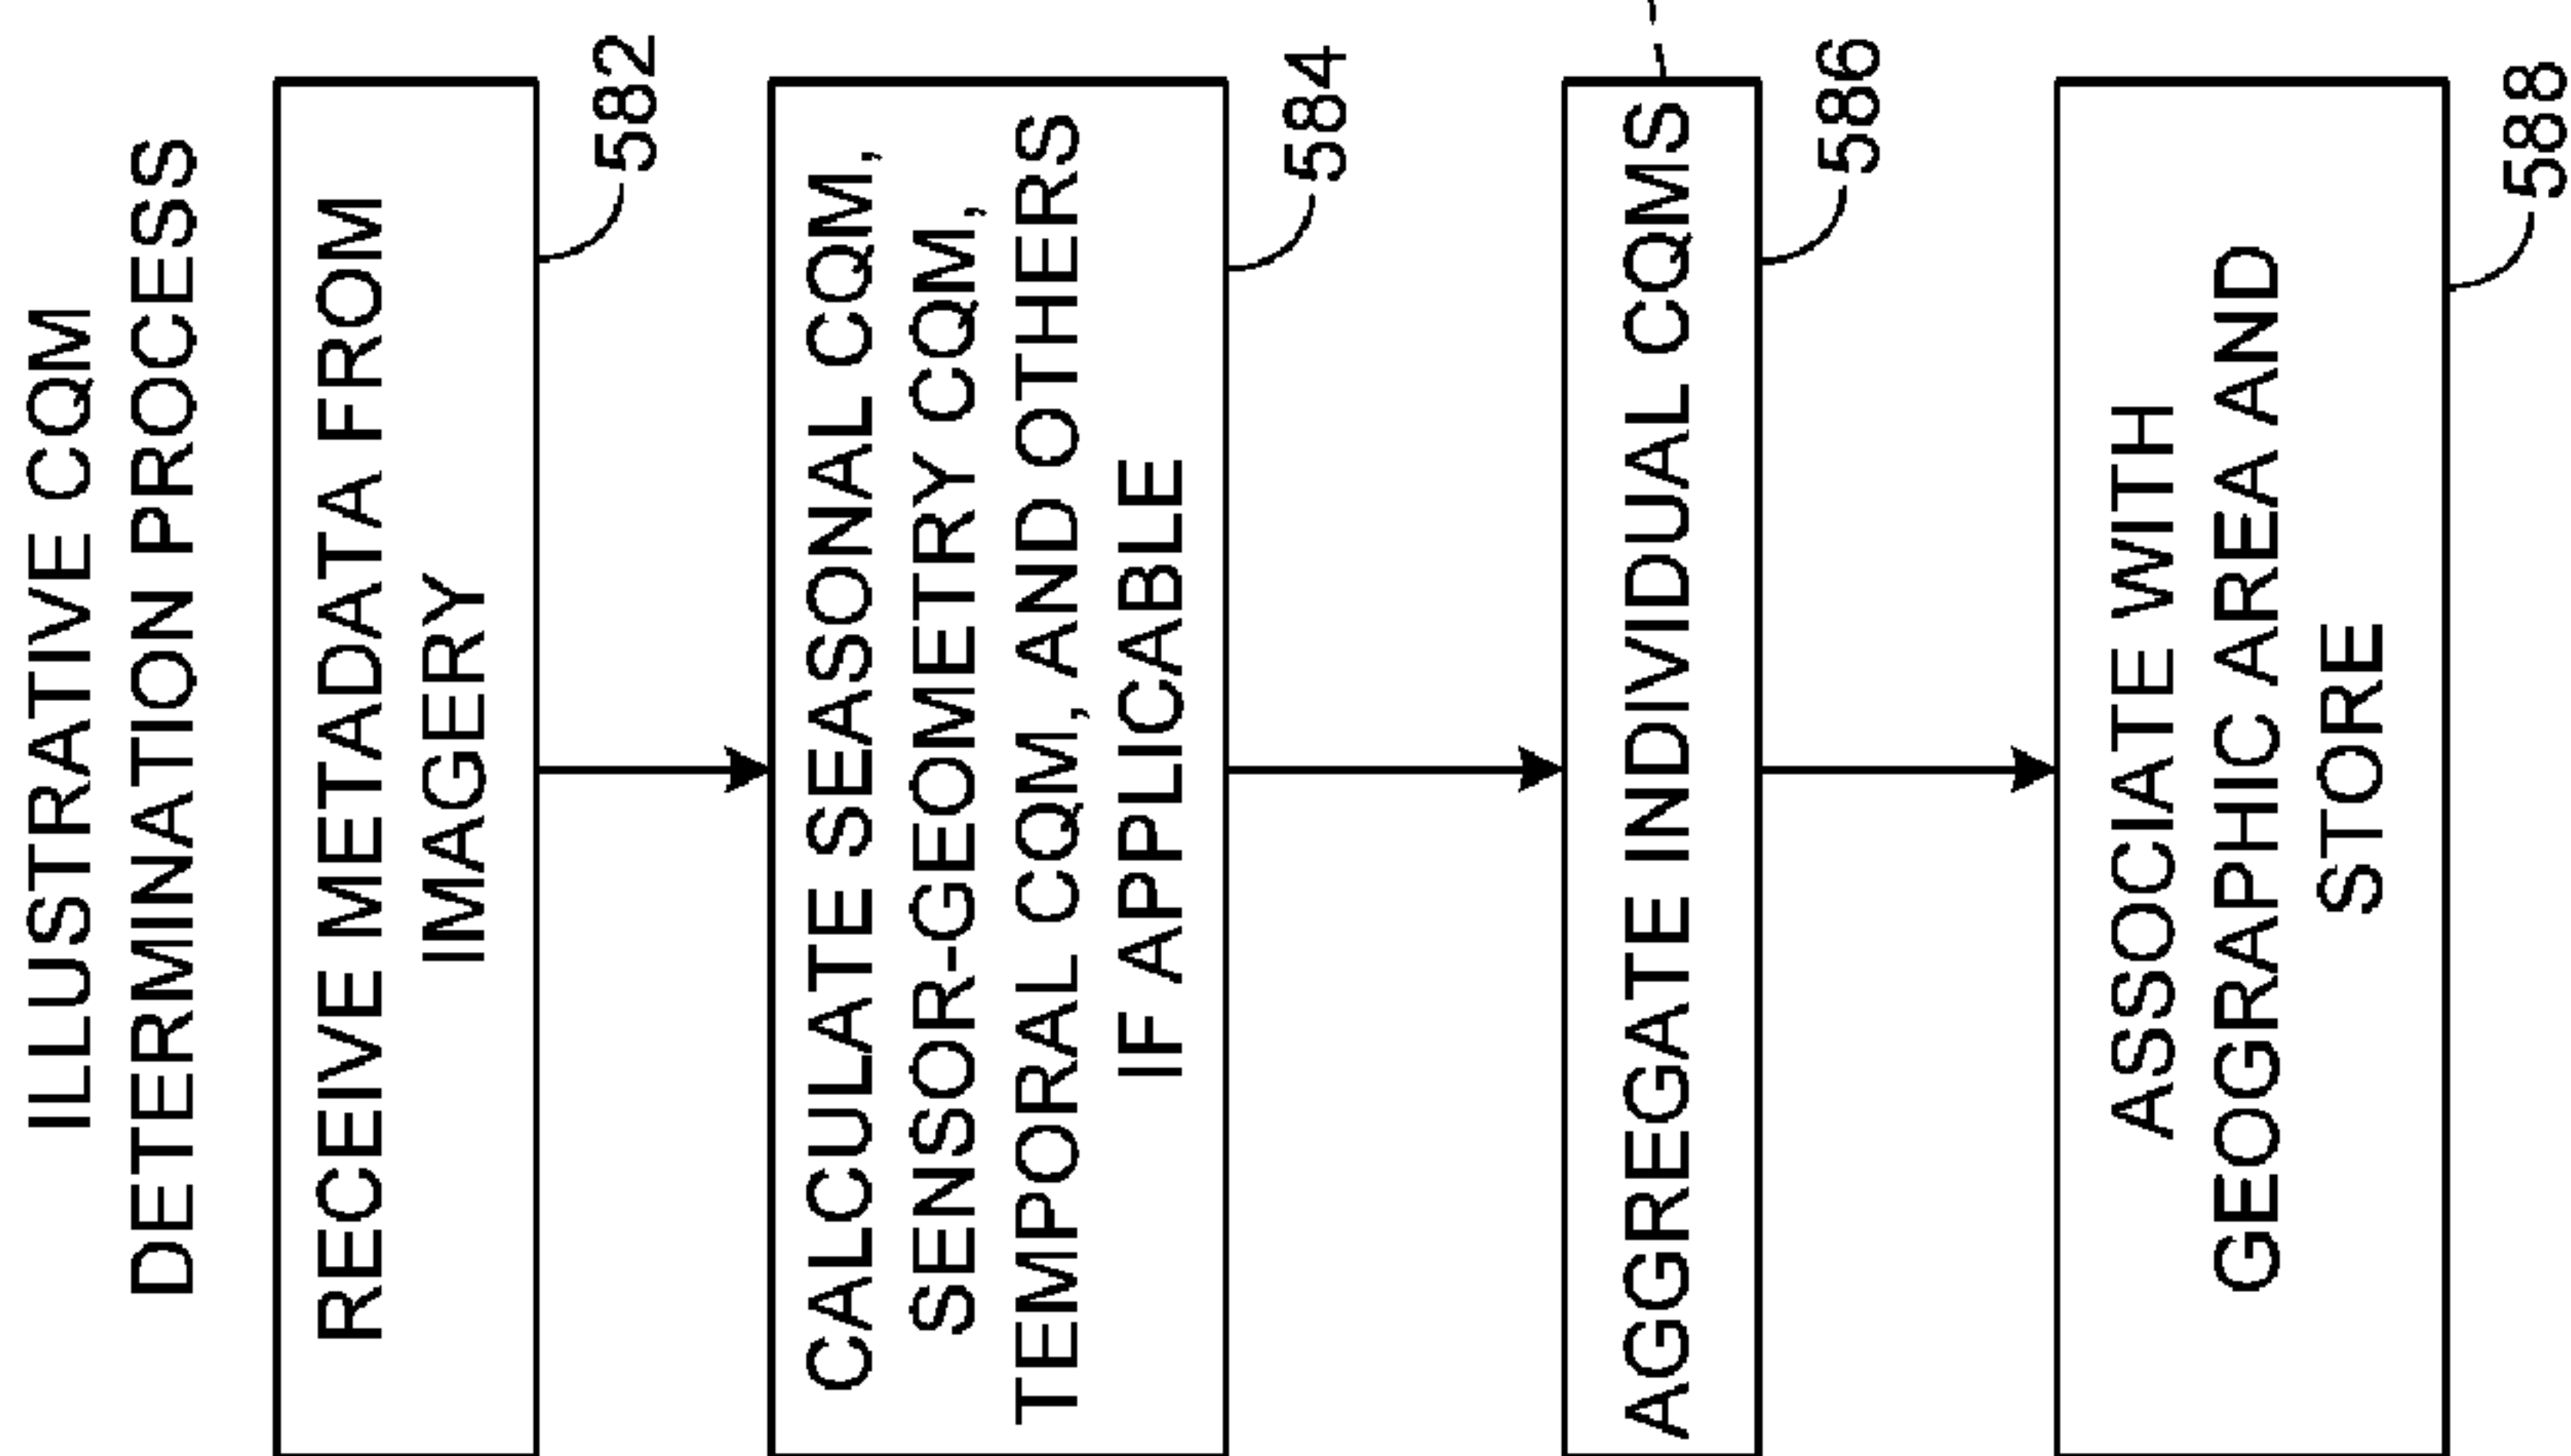 ILLUSTRATIVE CQM
DETERMINATION PROCESS
RECEIVE METADATA FROM
IMAGERY
582
CALCULATE SEASONAL CQM,
SENSOR-GEOMETRY CQM,
TEMPORAL CQM, AND OTHERS
IF APPLICABLE
584
AGGREGATE INDIVIDUAL CQMS
586
ASSOCIATE WITH
GEOGRAPHIC AREA AND
STORE
588